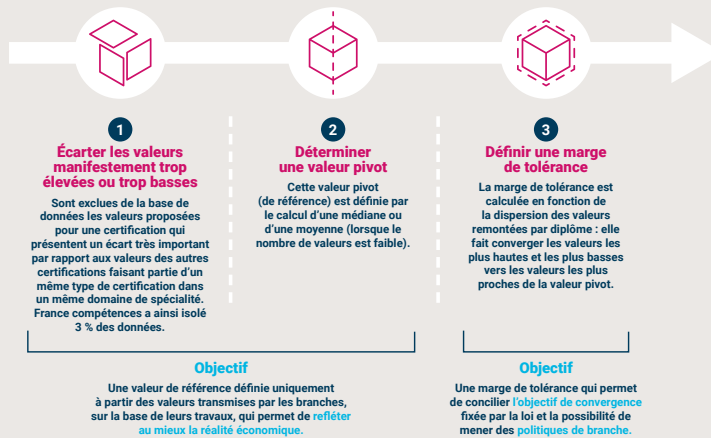 1
Écarter les valeurs
manifestement trop
élevées ou trop basses
Sont exclues de la base de
données les valeurs proposées
pour une certification qui
présentent un écart très important
par rapport aux valeurs des autres
certifications faisant partie d'un
même type de certification dans
un même domaine de spécialité.
France compétences a ainsi isolé
3 % des données.
2
Déterminer
une valeur pivot
Cette valeur pivot
(de référence) est définie par
le calcul d'une médiane ou
d'une moyenne (lorsque le
nombre de valeurs est faible).
3
Définir une marge
de tolérance
La marge de tolérance est
calculée en fonction de
la dispersion des valeurs
remontées par diplôme : elle
fait converger les valeurs les
plus hautes et les plus basses
vers les valeurs les plus
proches de la valeur pivot.
Objectif
Une valeur de référence définie uniquement
à partir des valeurs transmises par les branches,
sur la base de leurs travaux, qui permet de refléter
au mieux la réalité économique.
Objectif
Une marge de tolérance qui permet
de concilier l'objectif de convergence
fixée par la loi et la possibilité de
mener des politiques de branche.